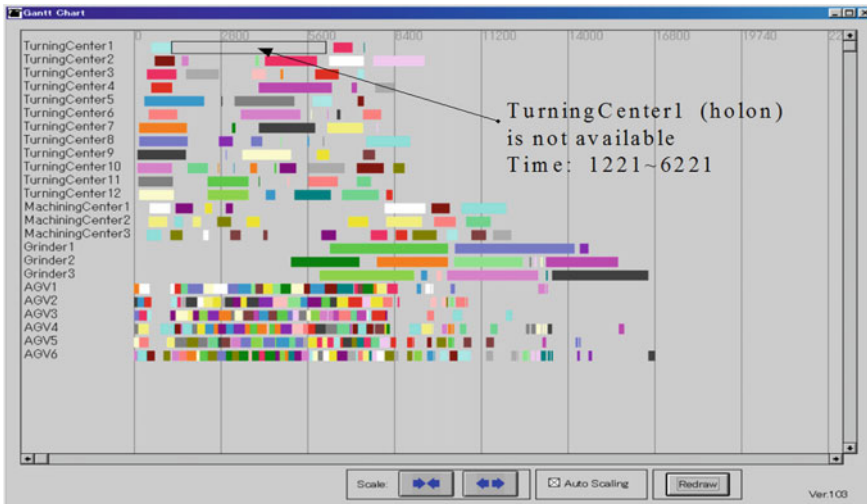 Gantt Chart
0 2800 5600 8400 11200 14000 16800 19740
TurningCenter1
TurningCenter2
TurningCenter3
TurningCenter4
TurningCenter5
TurningCenter6
TurningCenter7
TurningCenter8
TurningCenter9
TurningCenter10
TurningCenter11
TurningCenter12
MachiningCenter1
MachiningCenter2
MachiningCenter3
Grinder1
Grinder2
Grinder3
AGV1
AGV2
AGV3
AGV4
AGV5
AGV6
TurningCenter1 (holon)
is not available
Time: 1221~6221
Scale: Auto Scaling Redraw
Ver.1.03